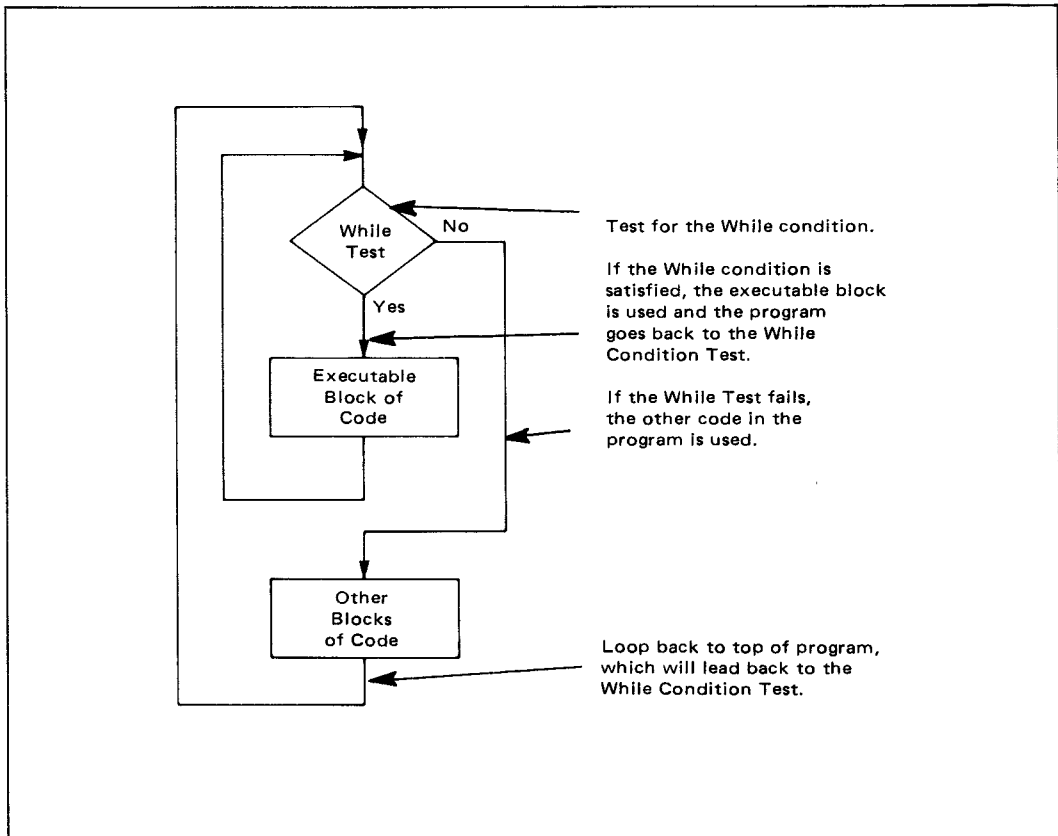 While
Test
No
Yes
Executable
Block of
Code
Other
Blocks
of Code
Test for the While condition.
If the While condition is
satisfied, the executable block
is used and the program
goes back to the While
Condition Test.
If the While Test fails,
the other code in the
program is used.
Loop back to top of program,
which will lead back to the
While Condition Test.